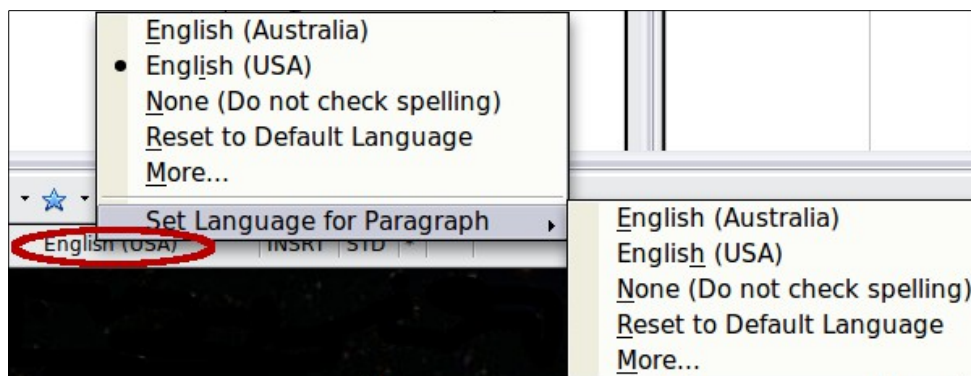 English (Australia)
English (USA)
None (Do not check spelling)
Reset to Default Language
More...
Set Language for Paragraph
English (USA) INSRT STD *
English (Australia)
English (USA)
None (Do not check spelling)
Reset to Default Language
More...